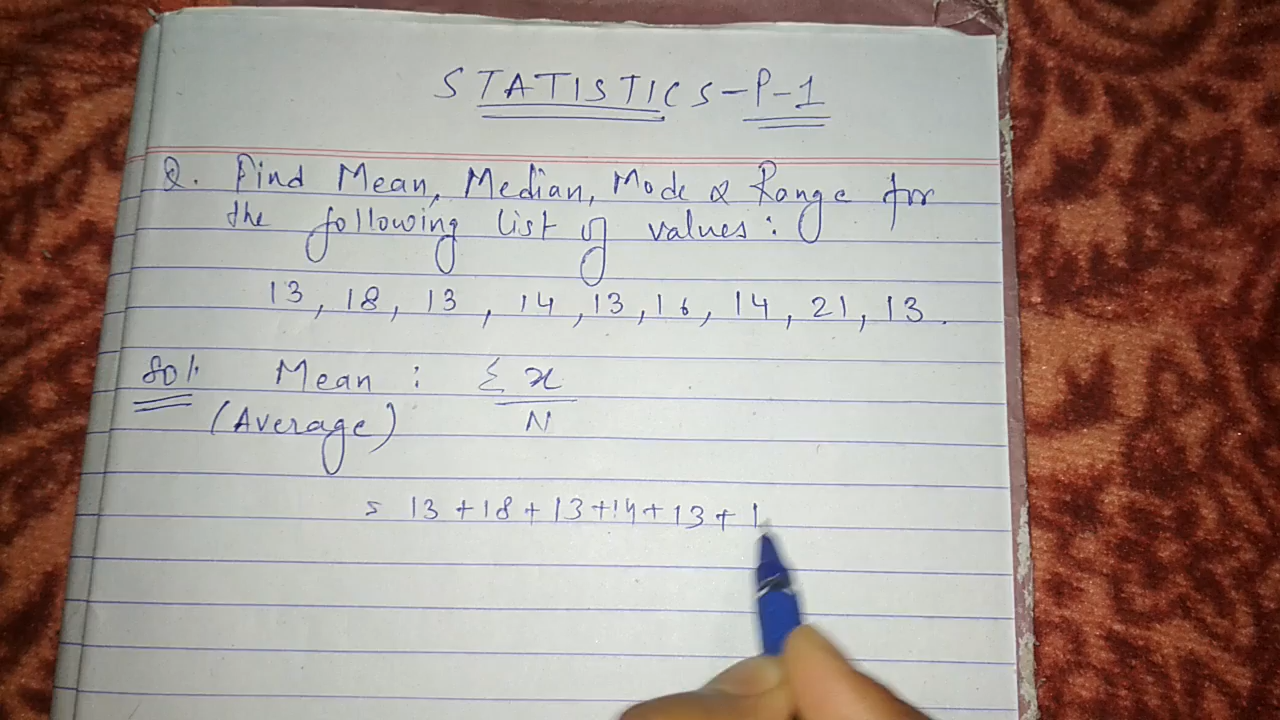 STATISTICS-P-1
Q. Find Mean, Median, Mode & Range for
the following list of values:
13, 18, 13, 14, 13, 16, 14, 21, 13.
Sol. Mean : Σ x
(Average) N
= 13 +18 + 13 +14 + 13 + 1